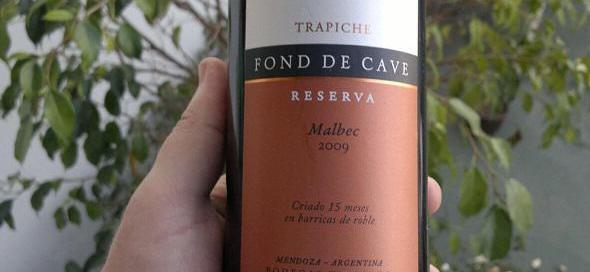 TRAPICHE
FOND DE CAVE
RESERVA
Malbec
2009
Criado 15 meses
en barricas de roble
MENDOZA - ARGENTINA